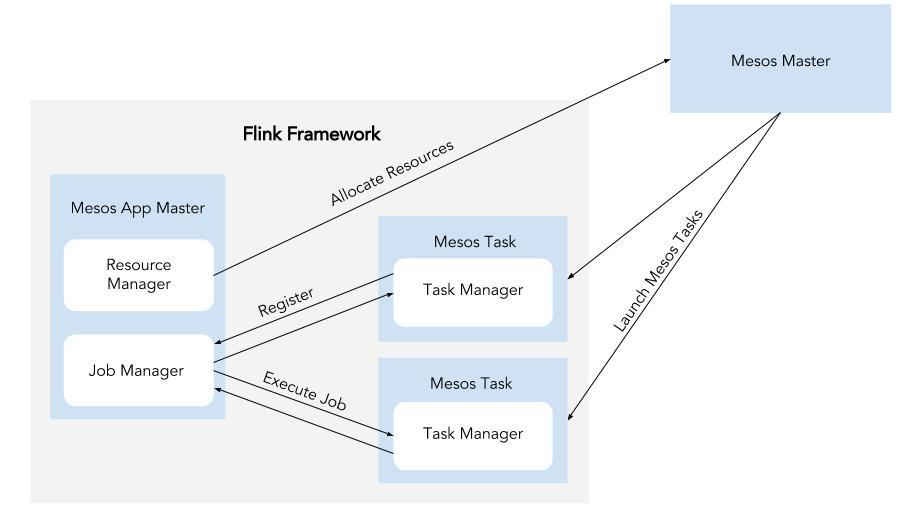 Mesos Master
Flink Framework
Allocate Resources
Mesos App Master
Resource
Manager
Job Manager
Register
Execute Job
Mesos Task
Task Manager
Mesos Task
Task Manager
Launch Mesos Tasks